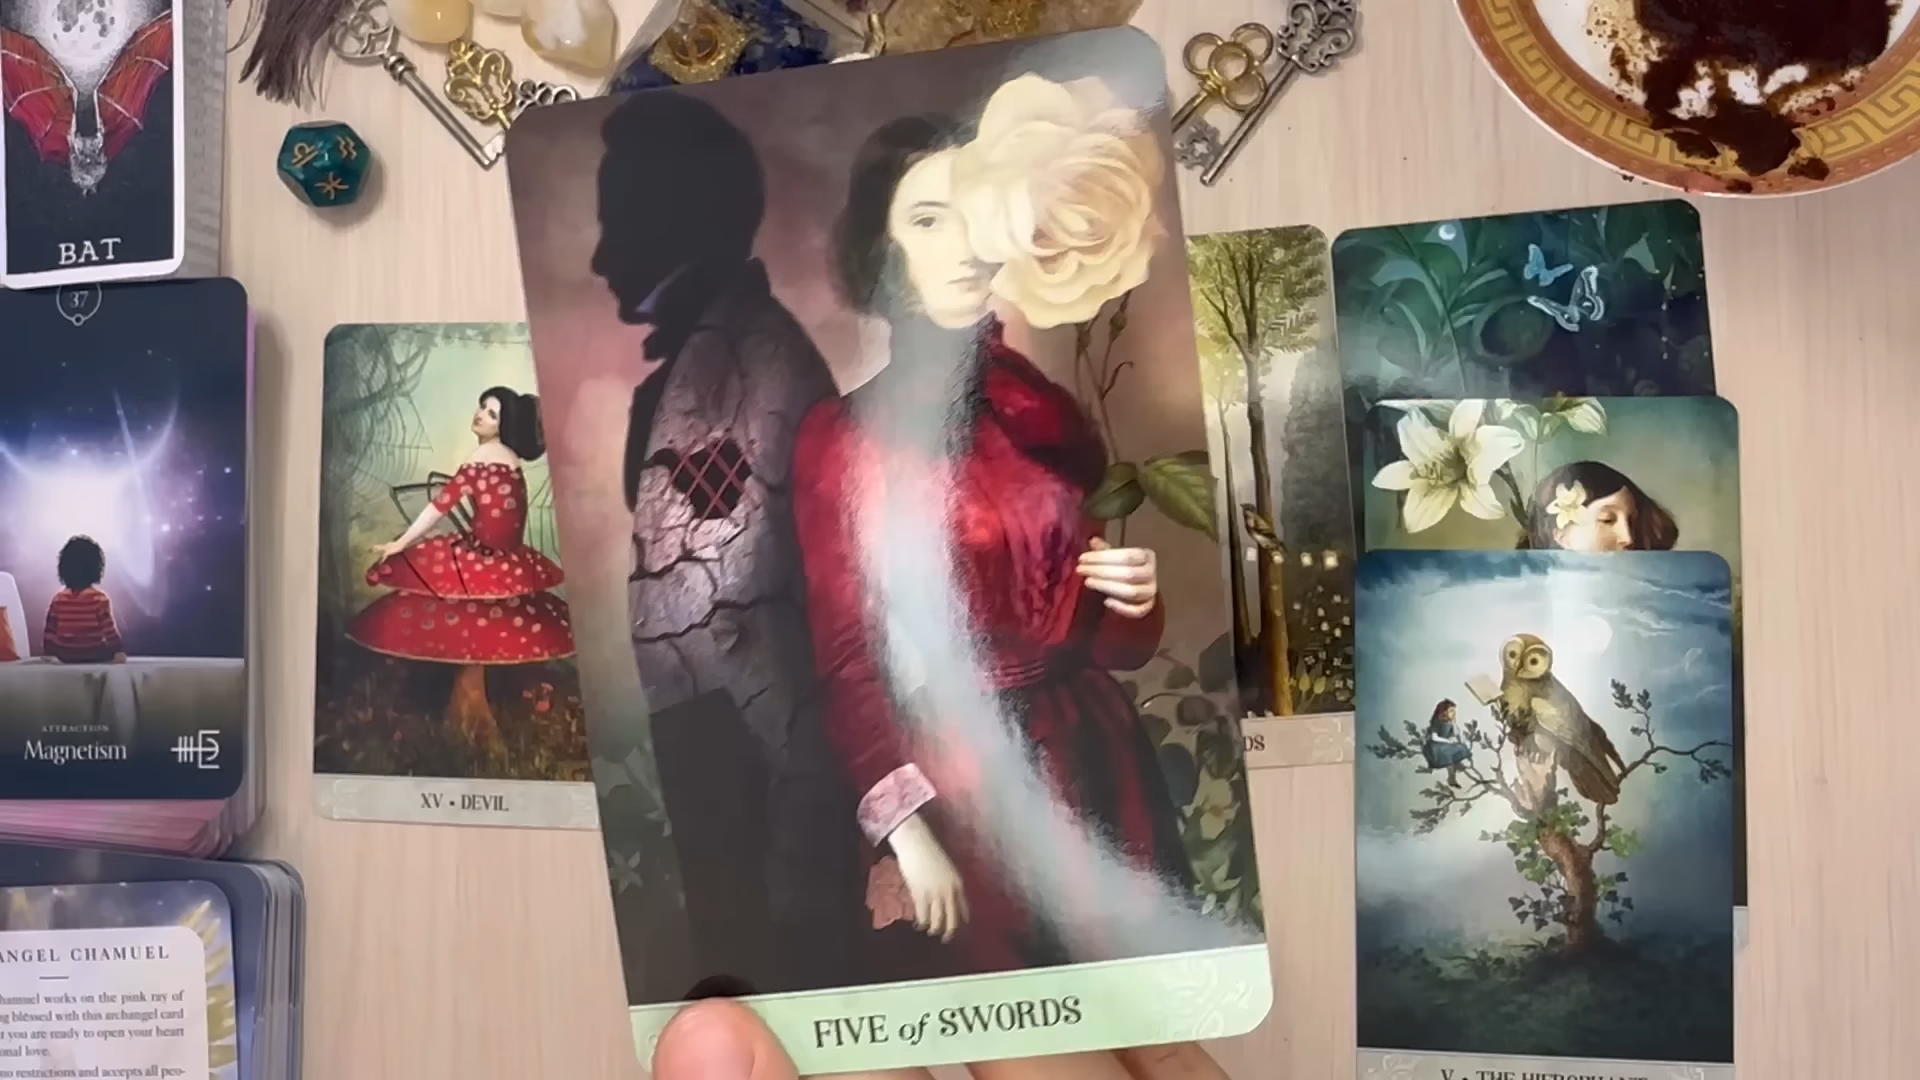 BAT
37
ATTRACTION
Magnetism
ANGEL CHAMUEL
works on the pink ray of
blessed with this archangel card
you are ready to open your heart
love.
no restrictions and accepts all peo-
XV • DEVIL
FIVE of SWORDS
DS
V • THE HIEROPHANT